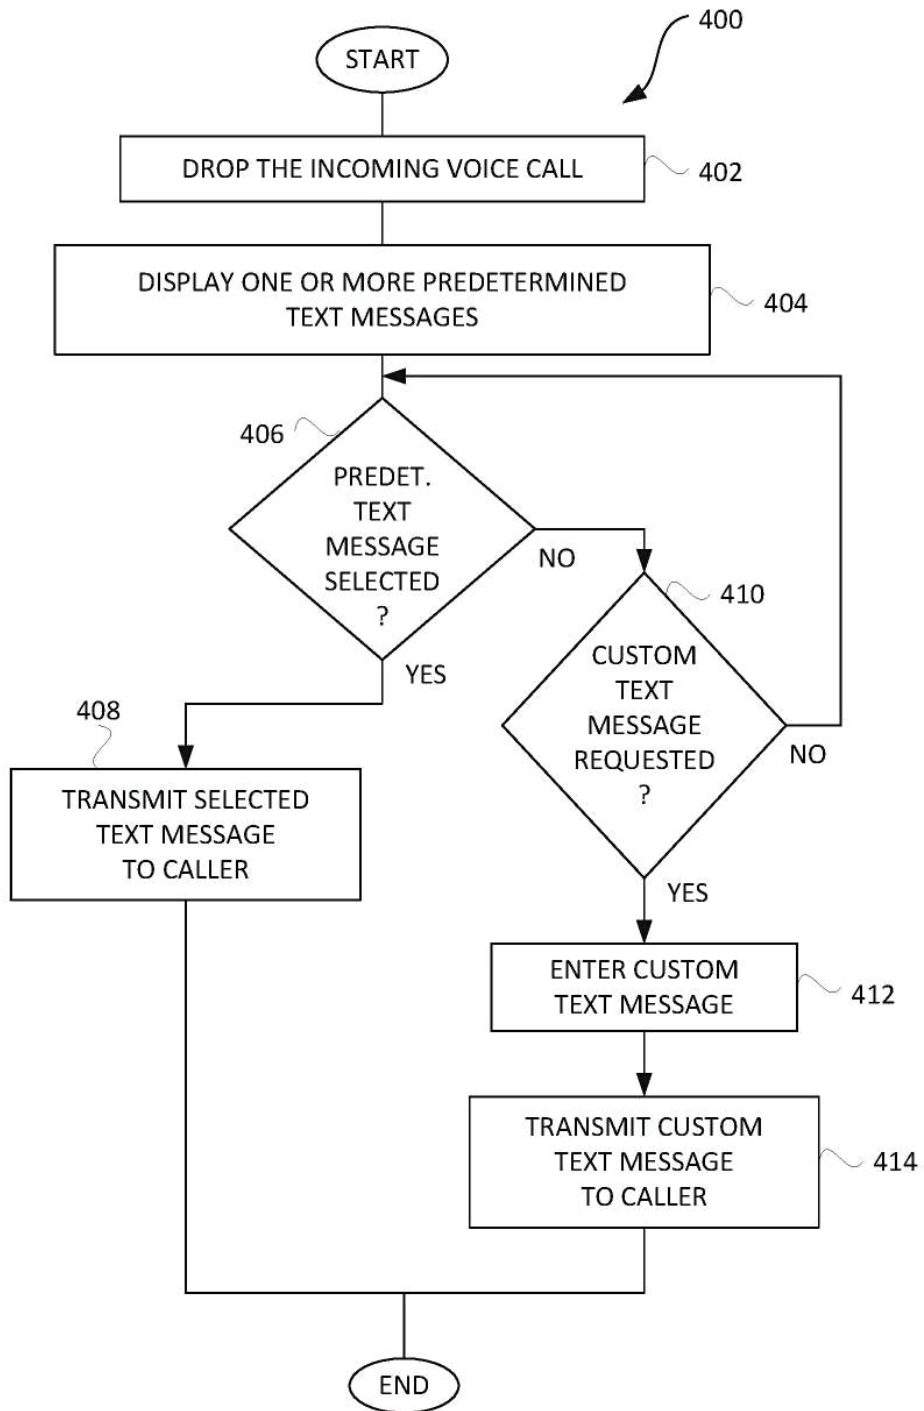 400
START
DROP THE INCOMING VOICE CALL
402
DISPLAY ONE OR MORE PREDETERMINED
TEXT MESSAGES
404
406
PREDET.
TEXT
MESSAGE
SELECTED
?
NO
YES
410
CUSTOM
TEXT
MESSAGE
REQUESTED
?
NO
YES
408
TRANSMIT SELECTED
TEXT MESSAGE
TO CALLER
ENTER CUSTOM
TEXT MESSAGE
412
TRANSMIT CUSTOM
TEXT MESSAGE
TO CALLER
414
END